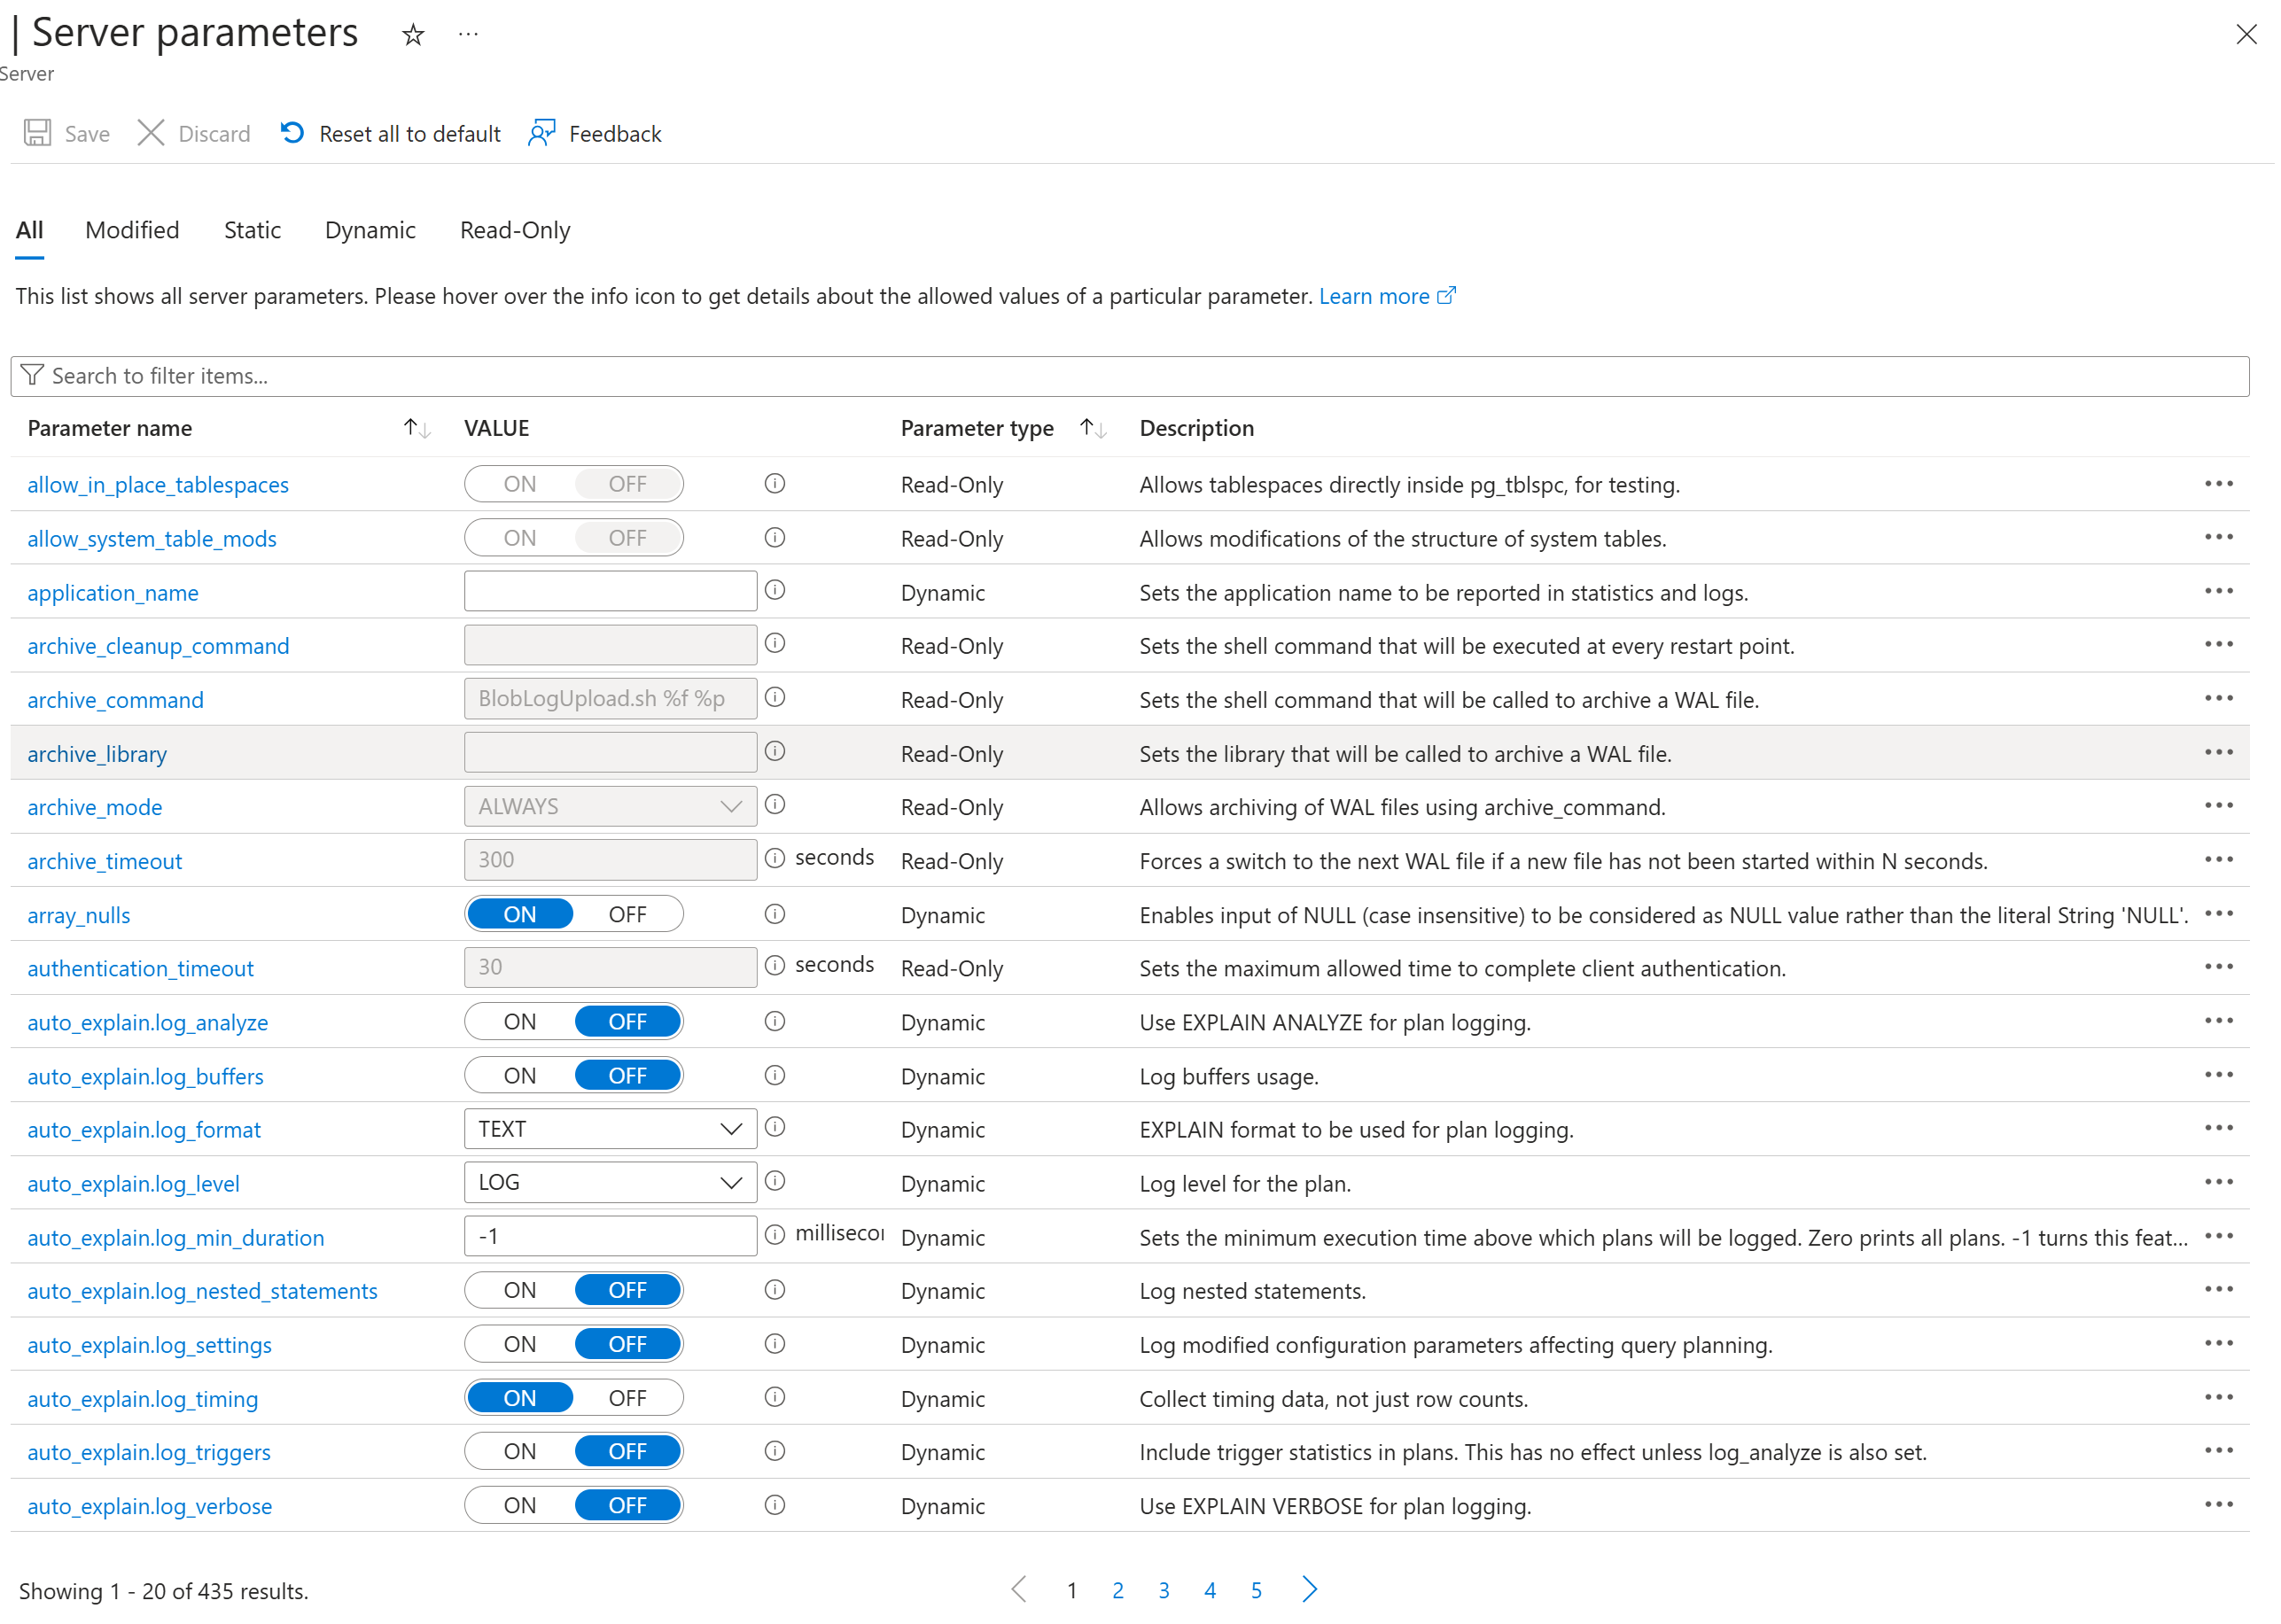 | Server parameters
Server
Save Discard Reset all to default Feedback
All Modified Static Dynamic Read-Only
This list shows all server parameters. Please hover over the info icon to get details about the allowed values of a particular parameter. Learn more
Search to filter items...
Parameter name VALUE Parameter type Description
allow_in_place_tablespaces ON OFF Read-Only Allows tablespaces directly inside pg_tblspc, for testing.
allow_system_table_mods ON OFF Read-Only Allows modifications of the structure of system tables.
application_name Dynamic Sets the application name to be reported in statistics and logs.
archive_cleanup_command Read-Only Sets the shell command that will be executed at every restart point.
archive_command BlobLogUpload.sh %f %p Read-Only Sets the shell command that will be called to archive a WAL file.
archive_library Read-Only Sets the library that will be called to archive a WAL file.
archive_mode ALWAYS Read-Only Allows archiving of WAL files using archive_command.
archive_timeout 300 seconds Read-Only Forces a switch to the next WAL file if a new file has not been started within N seconds.
array_nulls ON OFF Dynamic Enables input of NULL (case insensitive) to be considered as NULL value rather than the literal String 'NULL'.
authentication_timeout 30 seconds Read-Only Sets the maximum allowed time to complete client authentication.
auto_explain.log_analyze ON OFF Dynamic Use EXPLAIN ANALYZE for plan logging.
auto_explain.log_buffers ON OFF Dynamic Log buffers usage.
auto_explain.log_format TEXT Dynamic EXPLAIN format to be used for plan logging.
auto_explain.log_level LOG Dynamic Log level for the plan.
auto_explain.log_min_duration -1 millisecon Dynamic Sets the minimum execution time above which plans will be logged. Zero prints all plans. -1 turns this feat...
auto_explain.log_nested_statements ON OFF Dynamic Log nested statements.
auto_explain.log_settings ON OFF Dynamic Log modified configuration parameters affecting query planning.
auto_explain.log_timing ON OFF Dynamic Collect timing data, not just row counts.
auto_explain.log_triggers ON OFF Dynamic Include trigger statistics in plans. This has no effect unless log_analyze is also set.
auto_explain.log_verbose ON OFF Dynamic Use EXPLAIN VERBOSE for plan logging.
Showing 1 - 20 of 435 results. 1 2 3 4 5